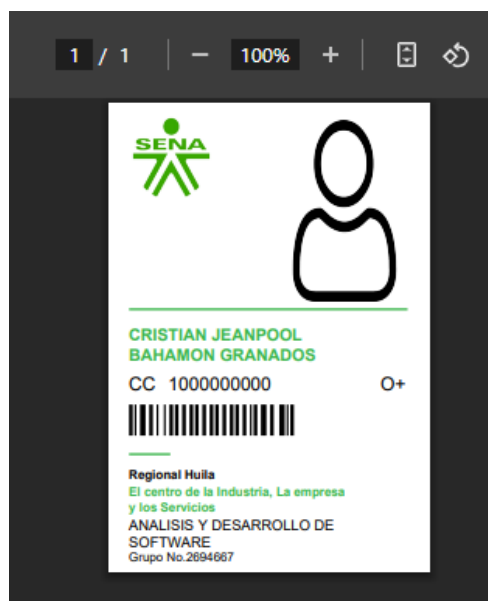 1 / 1 − 100% +
SENA
CRISTIAN JEANPOOL
BAHAMON GRANADOS
CC 1000000000 O+
Regional Huila
El centro de la Industria, La empresa
y los Servicios
ANALISIS Y DESARROLLO DE
SOFTWARE
Grupo No.2694667